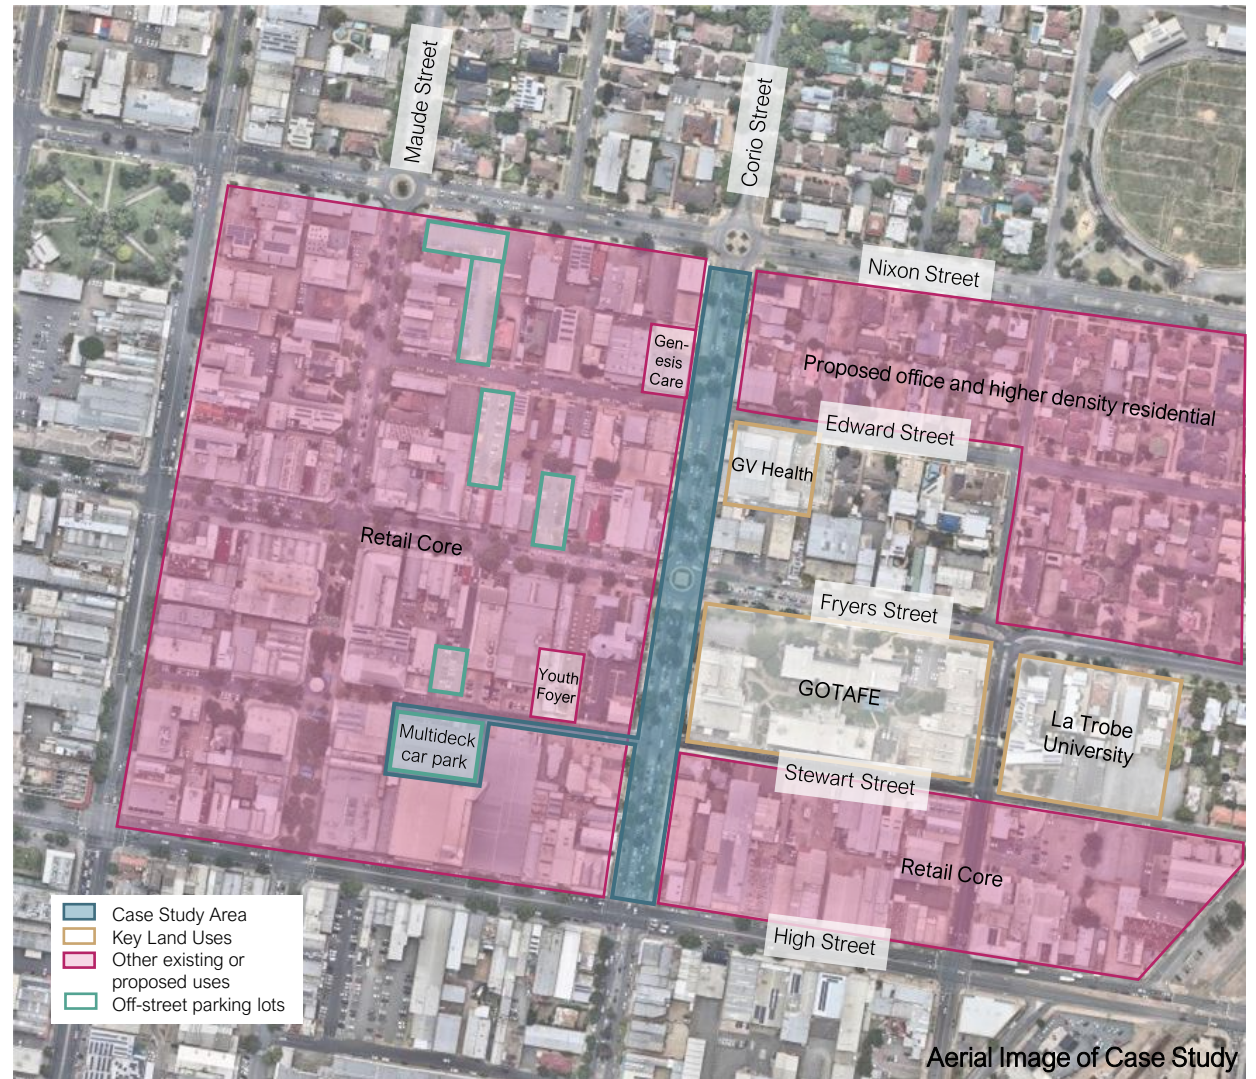 Maude Street
Corio Street
Nixon Street
Gen-
esis
Care
Proposed office and higher density residential
Edward Street
GV Health
Retail Core
Fryers Street
Youth
Foyer
GOTAFE
La Trobe
University
Multideck
car park
Stewart Street
Retail Core
High Street
Case Study Area
Key Land Uses
Other existing or
proposed uses
Off-street parking lots
Aerial Image of Case Study